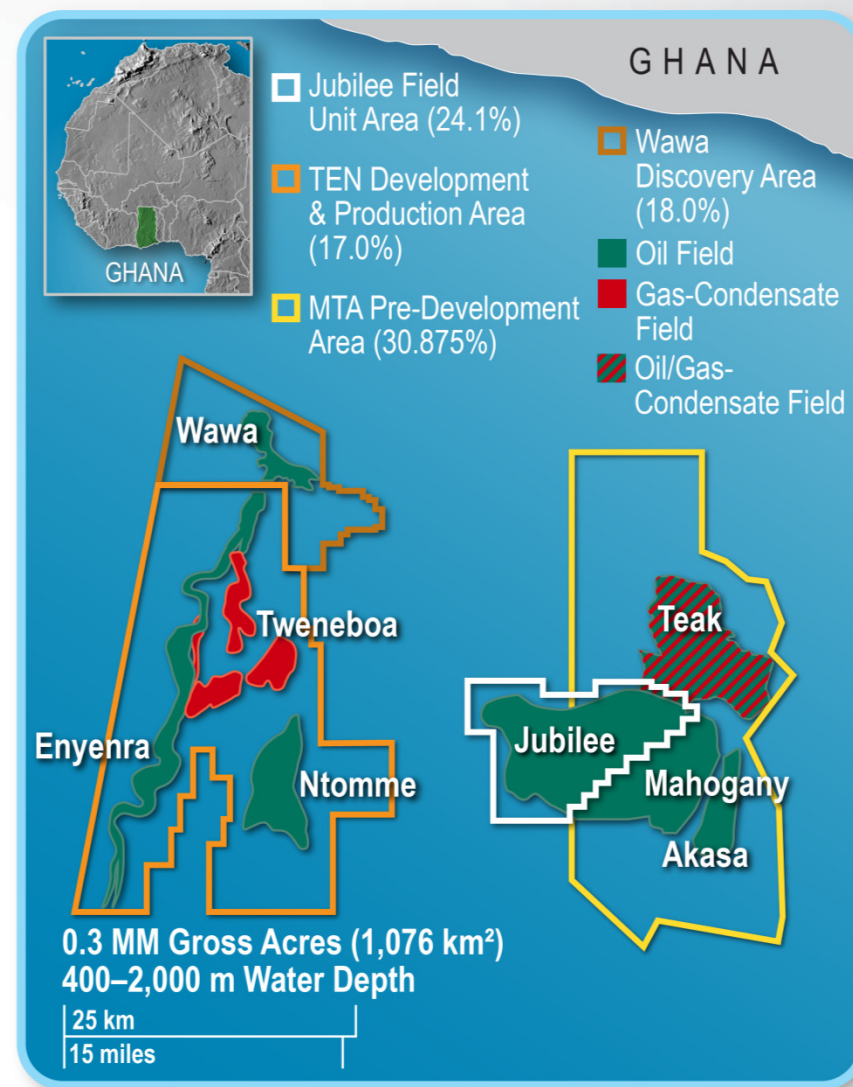 GHANA
GHANA
Jubilee Field
Unit Area (24.1%)
TEN Development
& Production Area
(17.0%)
MTA Pre-Development
Area (30.875%)
Wawa
Discovery Area
(18.0%)
Oil Field
Gas-Condensate
Field
Oil/Gas-
Condensate Field
Wawa
Tweneboa
Enyenra
Ntomme
Teak
Jubilee
Mahogany
Akasa
0.3 MM Gross Acres (1,076 km²)
400–2,000 m Water Depth
25 km
15 miles